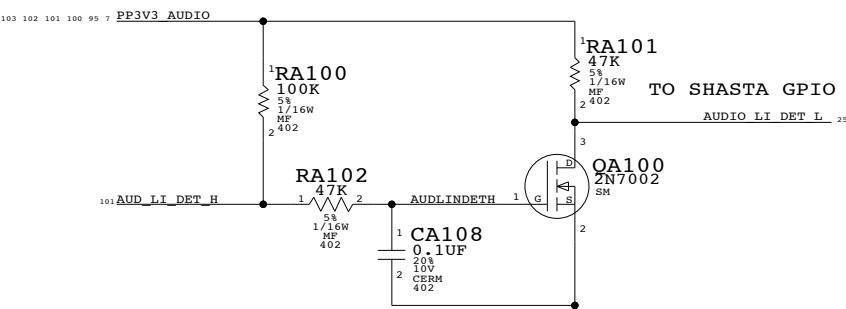 103 102 101 100 95 7 PP3V3_AUDIO
1 RA101
47K
5%
1/16W
MF
2 402
1 RA100
100K
5%
1/16W
MF
2 402
TO SHASTA GPIO
AUDIO_LI_DET_L 25
3
D
QA100
2N7002
SM
1 G
S
2
RA102
47K
101 AUD_LI_DET_H 1 2 AUDLINDETH
5%
1/16W
MF
402
1 CA108
0.1UF
20%
10V
2 CERM
402